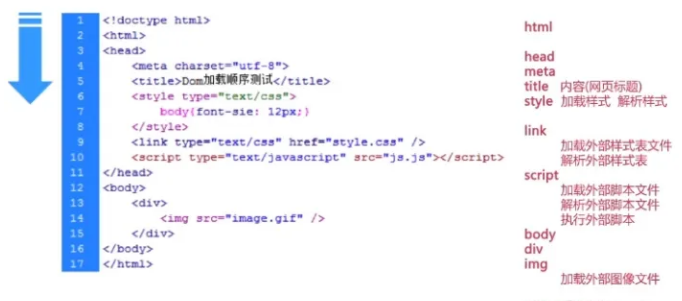 1 <!doctype html>
2 <html>
3 <head>
4 <meta charset="utf-8">
5 <title>Dom加载顺序测试</title>
6 <style type="text/css">
7 body{font-sie: 12px;}
8 </style>
9 <link type="text/css" href="style.css" />
10 <script type="text/javascript" src="js.js"></script>
11 </head>
12 <body>
13 <div>
14 <img src="image.gif" />
15 </div>
16 </body>
17 </html>
html
head
meta
title 内容(网页标题)
style 加载样式 解析样式
link
加载外部样式表文件
解析外部样式表
script
加载外部脚本文件
解析外部脚本文件
执行外部脚本
body
div
img
加载外部图像文件